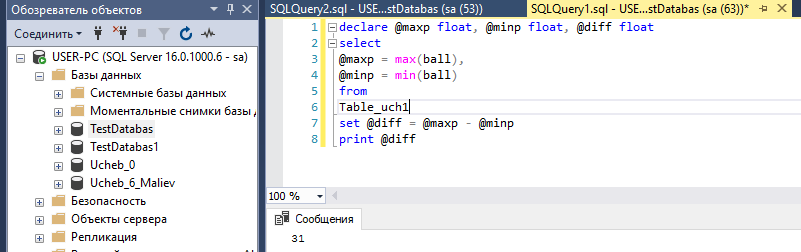 Обозреватель объектов
Соединить
USER-PC (SQL Server 16.0.1000.6 - sa)
Базы данных
Системные базы данных
Моментальные снимки базы д
TestDatabas
TestDatabas1
Ucheb_0
Ucheb_6_Maliev
Безопасность
Объекты сервера
Репликация
SQLQuery2.sql - USE...stDatabas (sa (53))
SQLQuery1.sql - USE...stDatabas (sa (63))*
1 declare @maxp float, @minp float, @diff float
2 select
3 @maxp = max(ball),
4 @minp = min(ball)
5 from
6 Table_uch1
7 set @diff = @maxp - @minp
8 print @diff
100 %
Сообщения
31